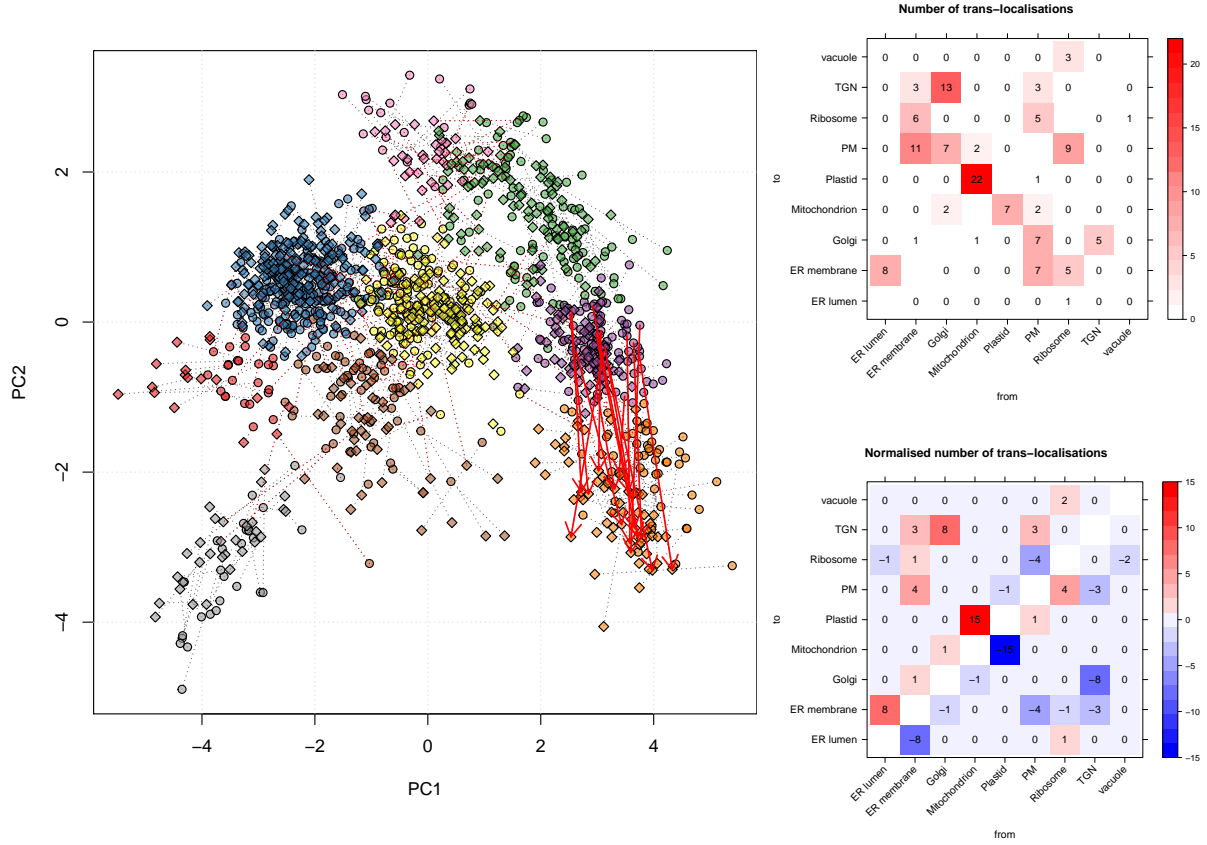 PC2
2
0
−2
−4
−4
−2
0
2
4
PC1
Number of trans−localisations
to
vacuole 0 0 0 0 0 0 3 0
TGN 0 3 13 0 0 3 0 0
Ribosome 0 6 0 0 0 5 0 1
PM 0 11 7 2 0 9 0 0
Plastid 0 0 0 22 1 0 0 0
Mitochondrion 0 0 2 7 2 0 0 0
Golgi 0 1 1 0 7 0 5 0
ER membrane 8 0 0 0 7 5 0 0
ER lumen 0 0 0 0 0 1 0 0
ER lumen
ER membrane
Golgi
Mitochondrion
Plastid
PM
Ribosome
TGN
vacuole
from
20
15
10
5
0
Normalised number of trans−localisations
to
vacuole 0 0 0 0 0 0 2 0
TGN 0 3 8 0 0 3 0 0
Ribosome −1 1 0 0 0 −4 0 −2
PM 0 4 0 0 −1 4 −3 0
Plastid 0 0 0 15 1 0 0 0
Mitochondrion 0 0 1 −15 0 0 0 0
Golgi 0 1 −1 0 0 0 −8 0
ER membrane 8 −1 0 0 −4 −1 −3 0
ER lumen −8 0 0 0 0 1 0 0
ER lumen
ER membrane
Golgi
Mitochondrion
Plastid
PM
Ribosome
TGN
vacuole
from
15
10
5
0
−5
−10
−15